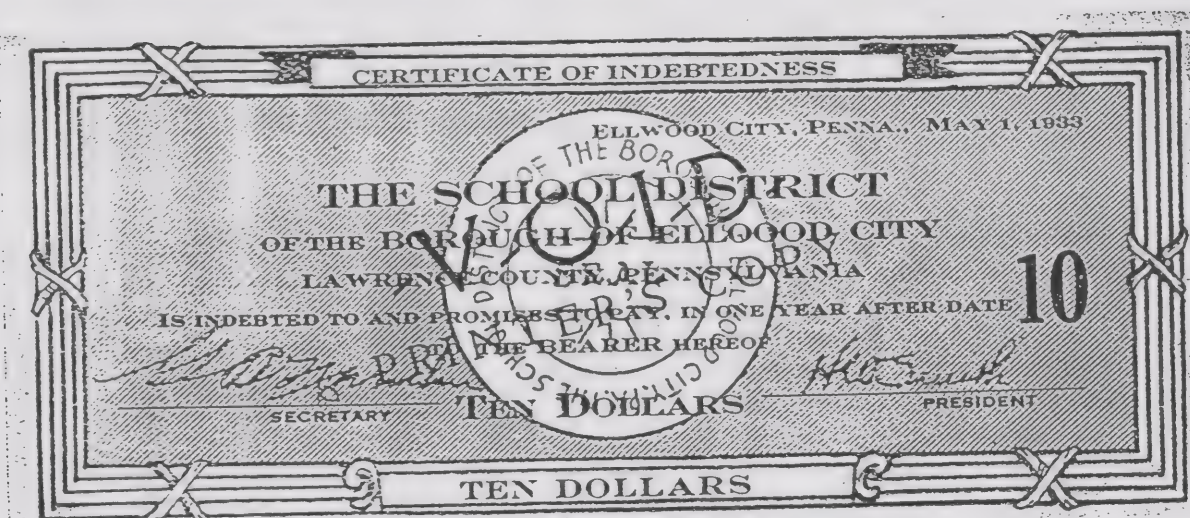 CERTIFICATE OF INDEBTEDNESS
ELLWOOD CITY, PENNA., MAY 1, 1933
THE SCHOOL DISTRICT
OF THE BOROUGH OF ELLOOOD CITY
LAWRENCE COUNTY, PENNSYLVANIA
10
IS INDEBTED TO AND PROMISES TO PAY, IN ONE YEAR AFTER DATE
TO THE BEARER HEREOF
TEN DOLLARS
SECRETARY
PRESIDENT
TEN DOLLARS
VOID
PRINTER'S COPY
SEAL